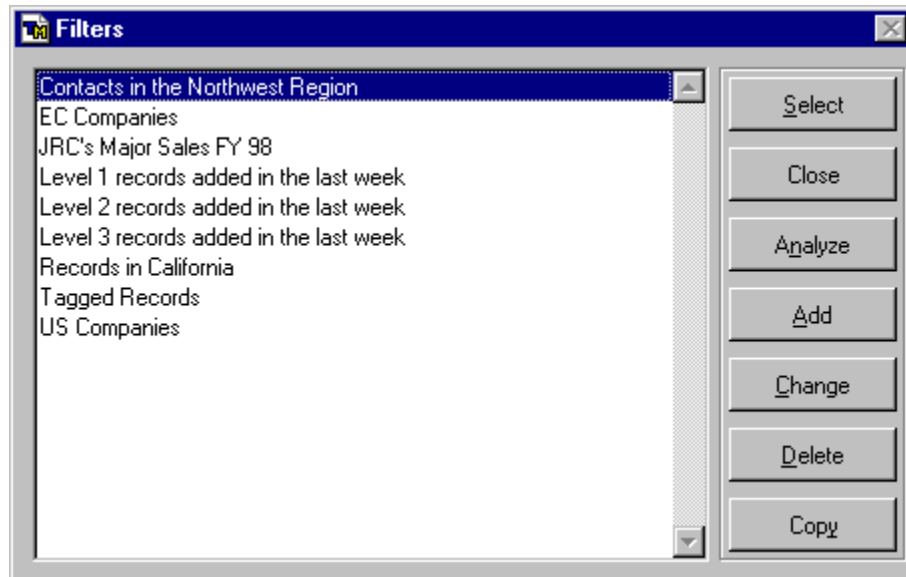 TM Filters
Contacts in the Northwest Region
EC Companies
JRC's Major Sales FY 98
Level 1 records added in the last week
Level 2 records added in the last week
Level 3 records added in the last week
Records in California
Tagged Records
US Companies
Select
Close
Analyze
Add
Change
Delete
Copy